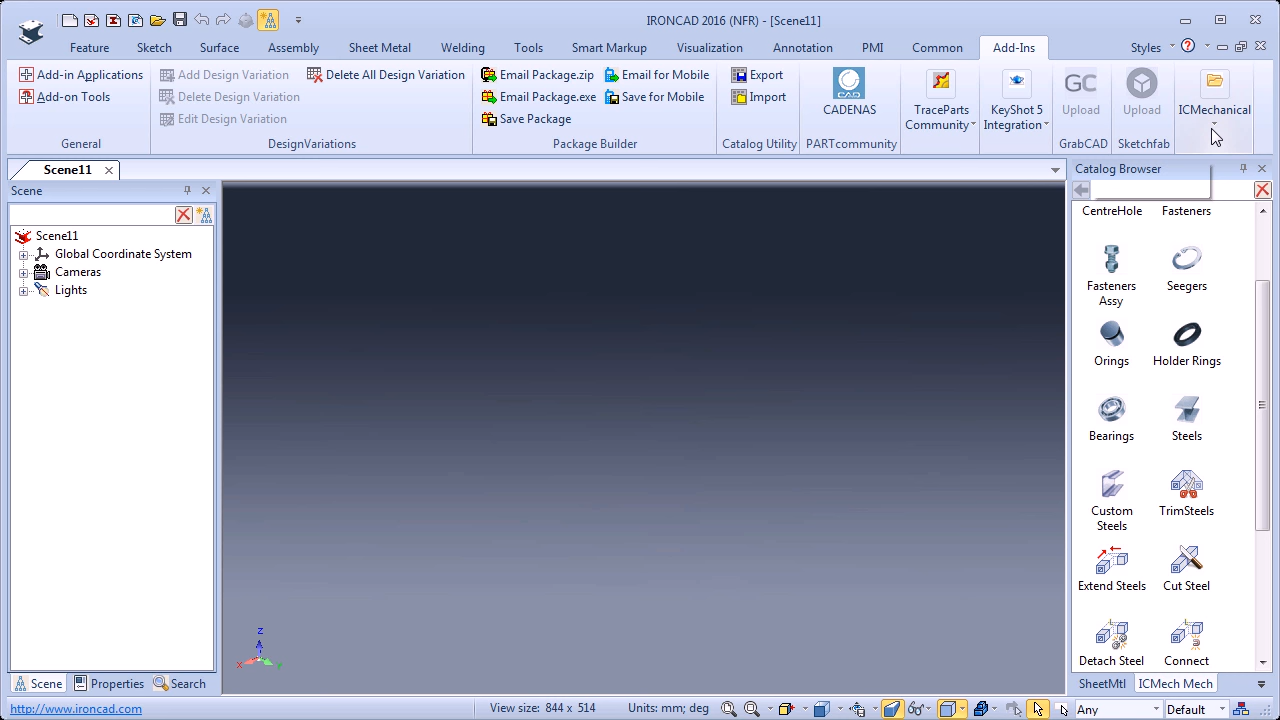 IRONCAD 2016 (NFR) - [Scene11]
Feature Sketch Surface Assembly Sheet Metal Welding Tools Smart Markup Visualization Annotation PMI Common Add-Ins Styles
Add-in Applications
Add-on Tools
General
Add Design Variation
Delete Design Variation
Edit Design Variation
Delete All Design Variation
DesignVariations
Email Package.zip
Email Package.exe
Save Package
Email for Mobile
Save for Mobile
Package Builder
Export
Import
Catalog Utility
CAD
CADENAS
PARTcommunity
TraceParts
Community
KeyShot 5
Integration
GC
Upload
GrabCAD
Upload
Sketchfab
ICMechanical
Scene11
Scene
Scene11
Global Coordinate System
Cameras
Lights
Z
X
Y
Catalog Browser
CentreHole Fasteners
Fasteners
Assy
Seegers
Orings Holder Rings
Bearings Steels
Custom
Steels
TrimSteels
Extend Steels Cut Steel
Detach Steel Connect
Scene Properties Search
SheetMtl ICMech Mech
http://www.ironcad.com
View size: 844 x 514
Units: mm; deg
Any
Default